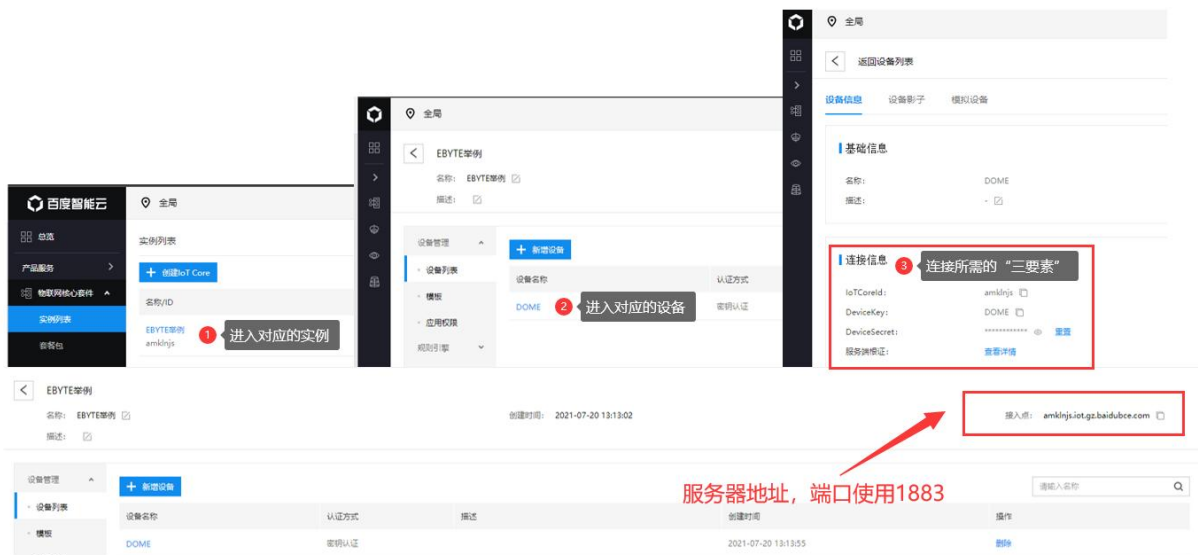 百度智能云
全局
总览
产品服务
物联网核心套件
实例列表
套餐包
实例列表
+ 创建IoT Core
名称/ID
EBYTE举例
amklnjs
1 进入对应的实例
全局
EBYTE举例
名称: EBYTE举例
描述:
设备管理
设备列表
模板
应用权限
规则引擎
+ 新增设备
设备名称
认证方式
DOME
密钥认证
2 进入对应的设备
全局
返回设备列表
设备信息 设备影子 模拟设备
基础信息
名称: DOME
描述: -
连接信息
3 连接所需的“三要素”
IoTCoreId: amklnjs
DeviceKey: DOME
DeviceSecret: ************ 重置
服务端根证: 查看详情
EBYTE举例
名称: EBYTE举例
创建时间: 2021-07-20 13:13:02
接入点: amklnjs.iot.gz.baidubce.com
描述:
服务器地址，端口使用1883
设备管理
设备列表
模板
+ 新增设备
请输入名称
设备名称 认证方式 描述 创建时间 操作
DOME 密钥认证 2021-07-20 13:13:55 删除